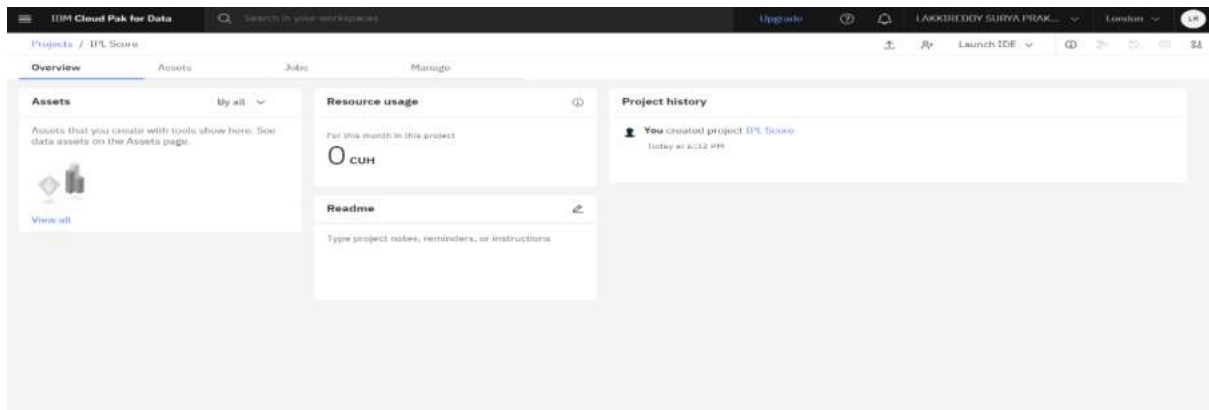 IBM Cloud Pak for Data
Search in your workspaces
Upgrade
LAKKIREDDY SURYA PRAK...
London
LR
Projects / IPL Score
Launch IDE
Overview
Assets
Jobs
Manage
Assets
By all
Assets that you create with tools show here. See
data assets on the Assets page.
View all
Resource usage
For this month in this project
0 CUH
Readme
Type project notes, reminders, or instructions
Project history
You created project IPL Score
Today at 6:32 PM